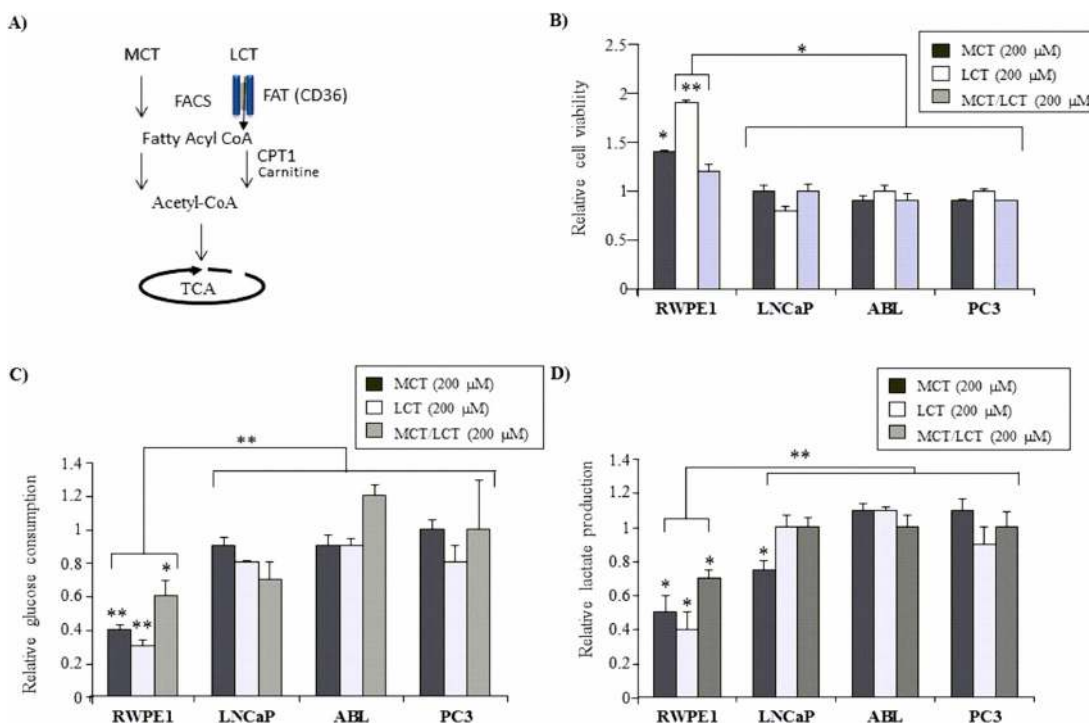 A)
MCT LCT
FACS FAT (CD36)
Fatty Acyl CoA
CPT1
Carnitine
Acetyl-CoA
TCA
B)
MCT (200 µM)
LCT (200 µM)
MCT/LCT (200 µM)
Relative cell viability
2.5
2
1.5
1
0.5
0
*
**
*
RWPE1 LNCaP ABL PC3
C)
MCT (200 µM)
LCT (200 µM)
MCT/LCT (200 µM)
Relative glucose consumption
1.4
1.2
1
0.8
0.6
0.4
0.2
0
**
*
** **
RWPE1 LNCaP ABL PC3
D)
MCT (200 µM)
LCT (200 µM)
MCT/LCT (200 µM)
Relative lactate production
1.4
1.2
1
0.8
0.6
0.4
0.2
0
**
* * * *
RWPE1 LNCaP ABL PC3